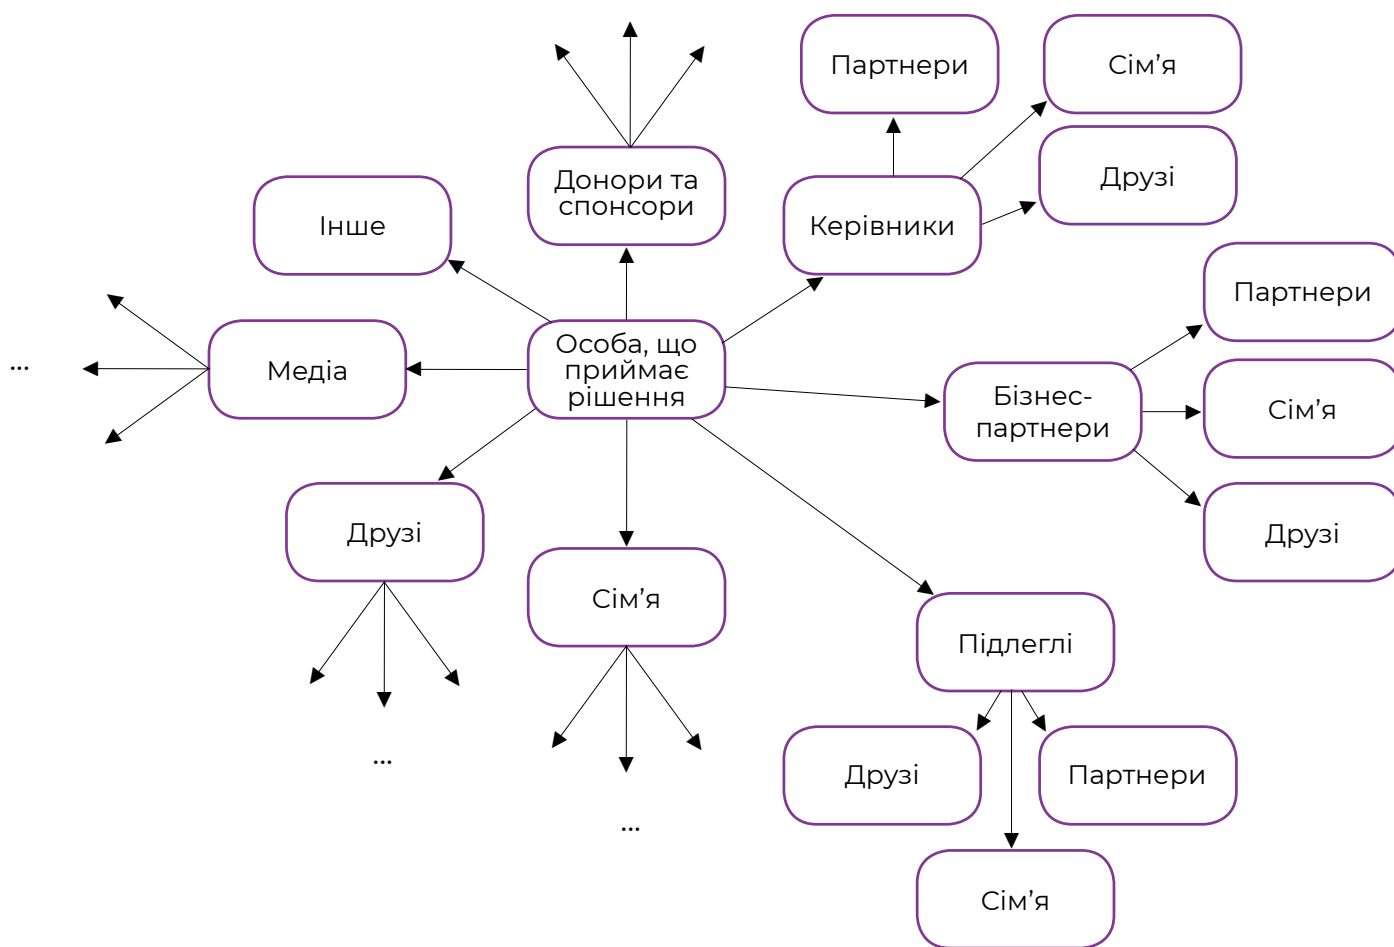 Партнери
Сім’я
Друзі
Донори та
спонсори
Керівники
Інше
Партнери
Особа, що
приймає
рішення
Медіа
...
Бізнес-
партнери
Сім’я
Друзі
Друзі
Сім’я
Підлеглі
...
...
Друзі
Партнери
Сім’я